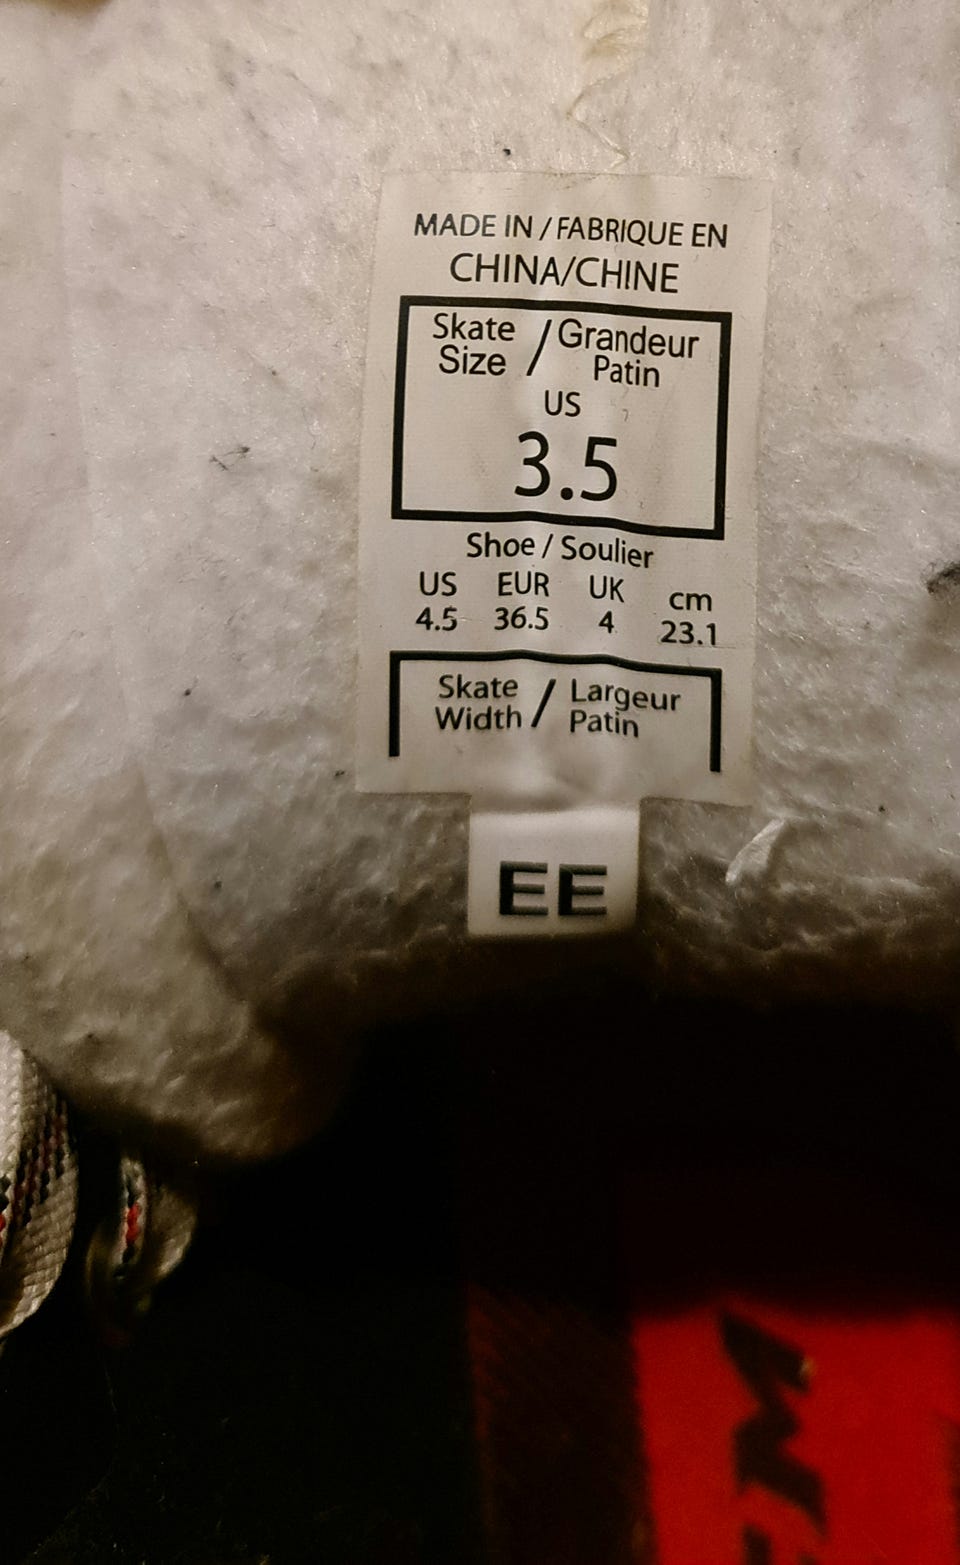 MADE IN / FABRIQUE EN
CHINA/CHINE
Skate Size / Grandeur Patin
US
3.5
Shoe / Soulier
US EUR UK cm
4.5 36.5 4 23.1
Skate Width / Largeur Patin
EE